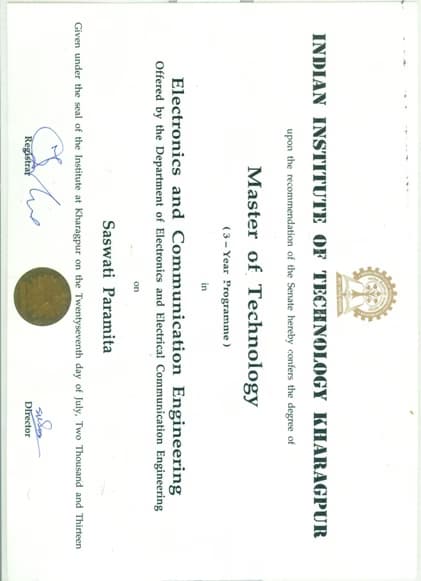 INDIAN INSTITUTE OF TECHNOLOGY KHARAGPUR
upon the recommendation of the Senate hereby confers the degree of
Master of Technology
( 3 – Year Programme )
in
Electronics and Communication Engineering
Offered by the Department of Electronics and Electrical Communication Engineering
on
Saswati Paramita
Given under the seal of the Institute at Kharagpur on the Twentyseventh day of July, Two Thousand and Thirteen
Registrar
Director